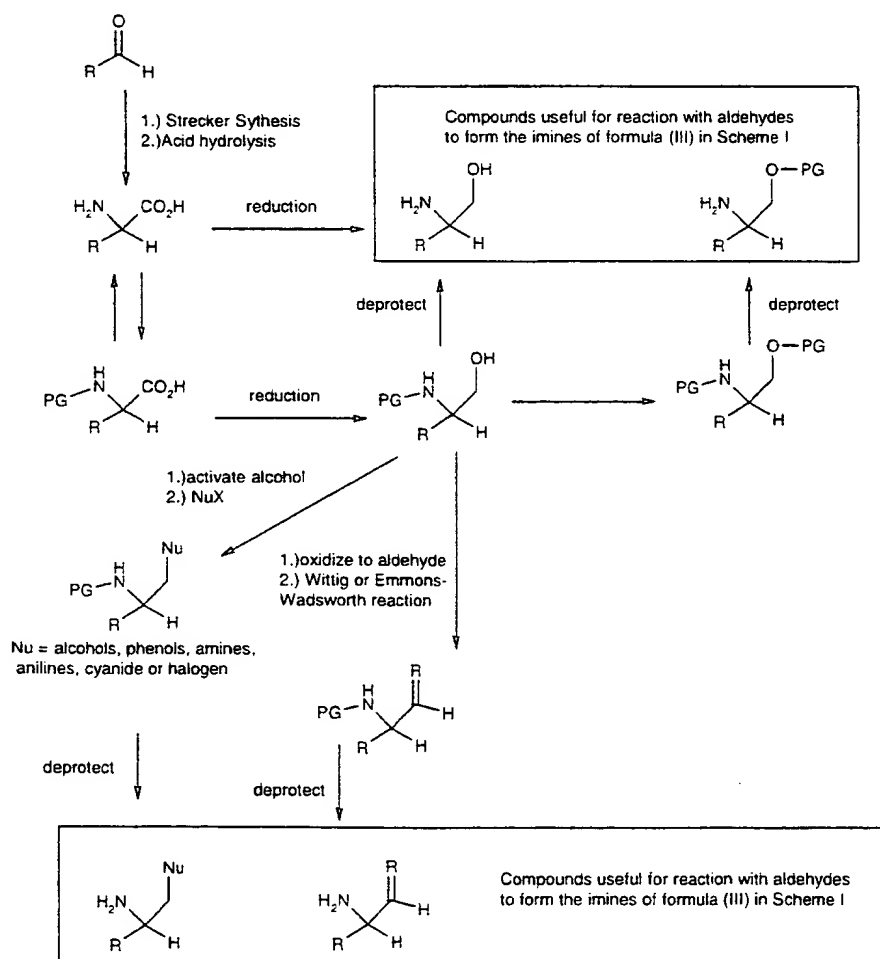 O
R H
1.) Strecker Sythesis
2.)Acid hydrolysis
Compounds useful for reaction with aldehydes
to form the imines of formula (III) in Scheme I
OH
H₂N
R H
O—PG
H₂N
R H
H₂N CO₂H
R H
reduction
deprotect
deprotect
H
N CO₂H
PG
R H
reduction
OH
H
N
PG
R H
O—PG
H
N
PG
R H
1.)activate alcohol
2.) NuX
Nu
H
N
PG
R H
Nu = alcohols, phenols, amines,
anilines, cyanide or halogen
1.)oxidize to aldehyde
2.) Wittig or Emmons-
Wadsworth reaction
R
H
N
PG H
R H
deprotect
deprotect
Nu
H₂N
R H
R
H₂N H
R H
Compounds useful for reaction with aldehydes
to form the imines of formula (III) in Scheme I